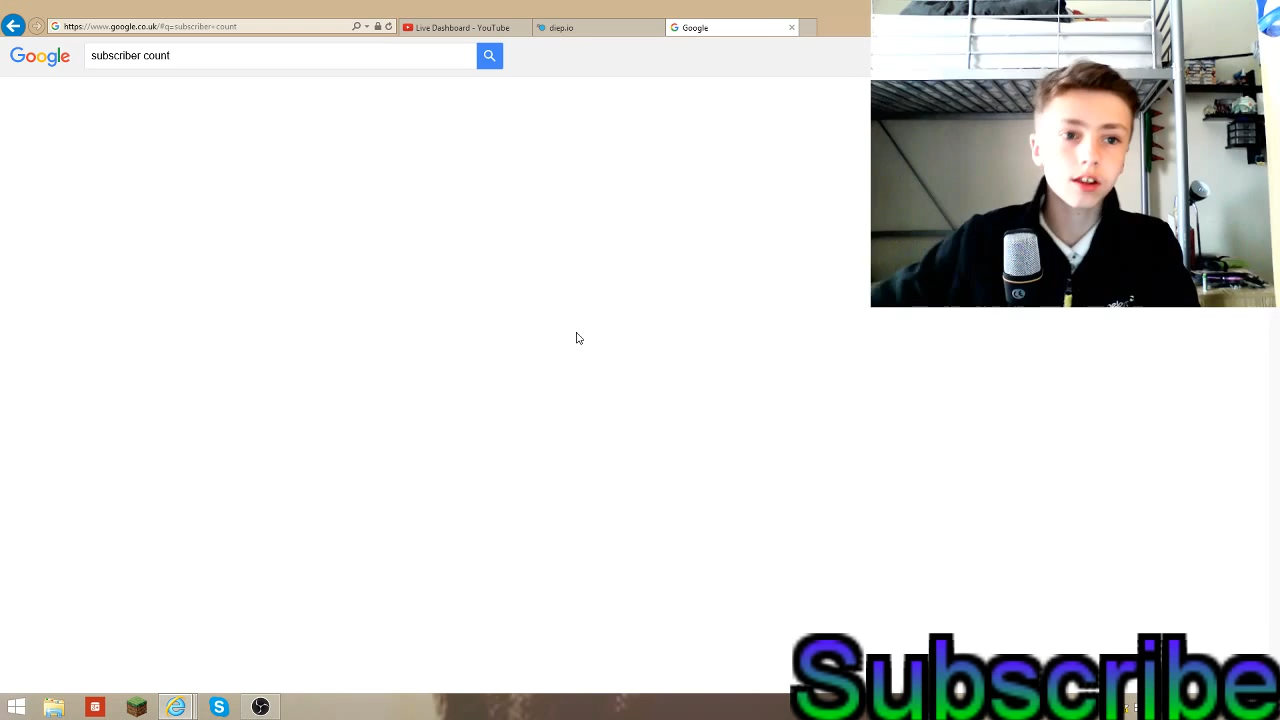 https://www.google.co.uk/#q=subscriber+count
Live Dashboard - YouTube
diep.io
Google
Google
subscriber count
Subscribe